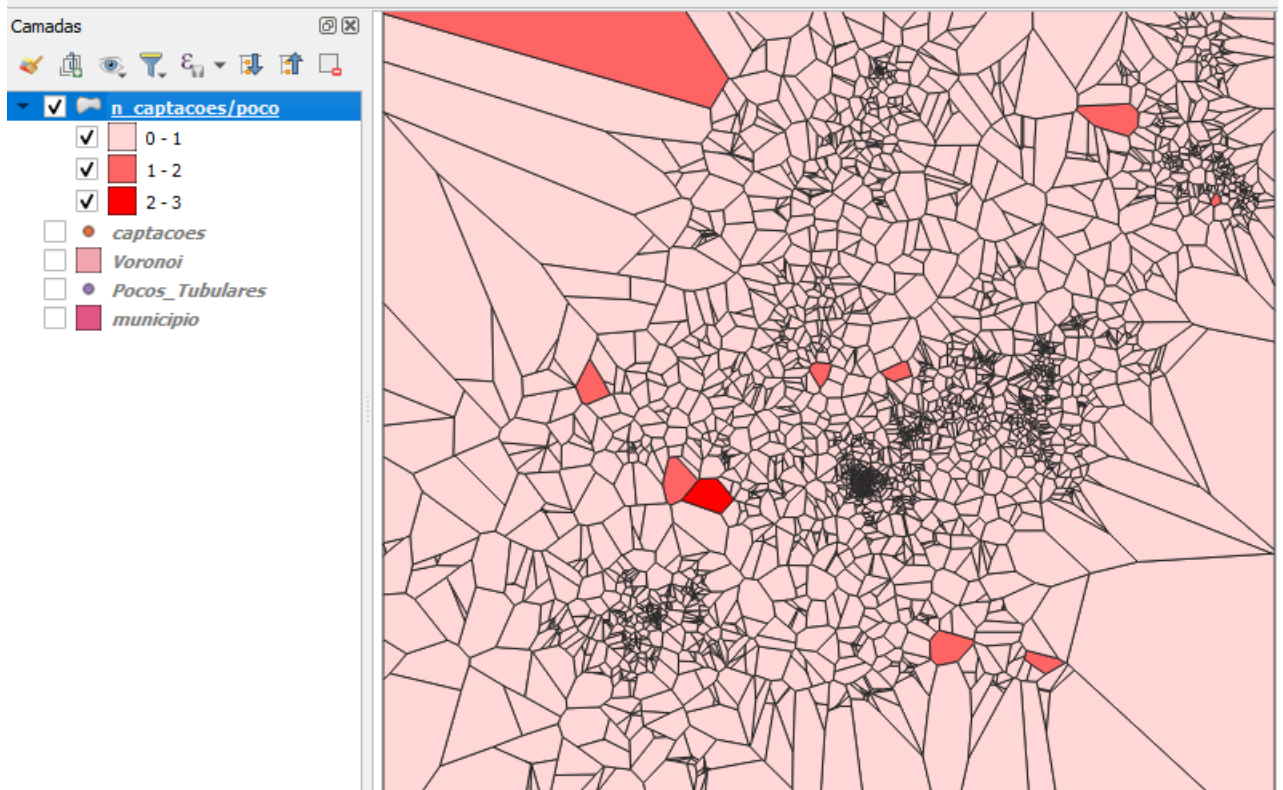 Camadas
n_captacoes/poco
0 - 1
1 - 2
2 - 3
captacoes
Voronoi
Pocos_Tubulares
municipio